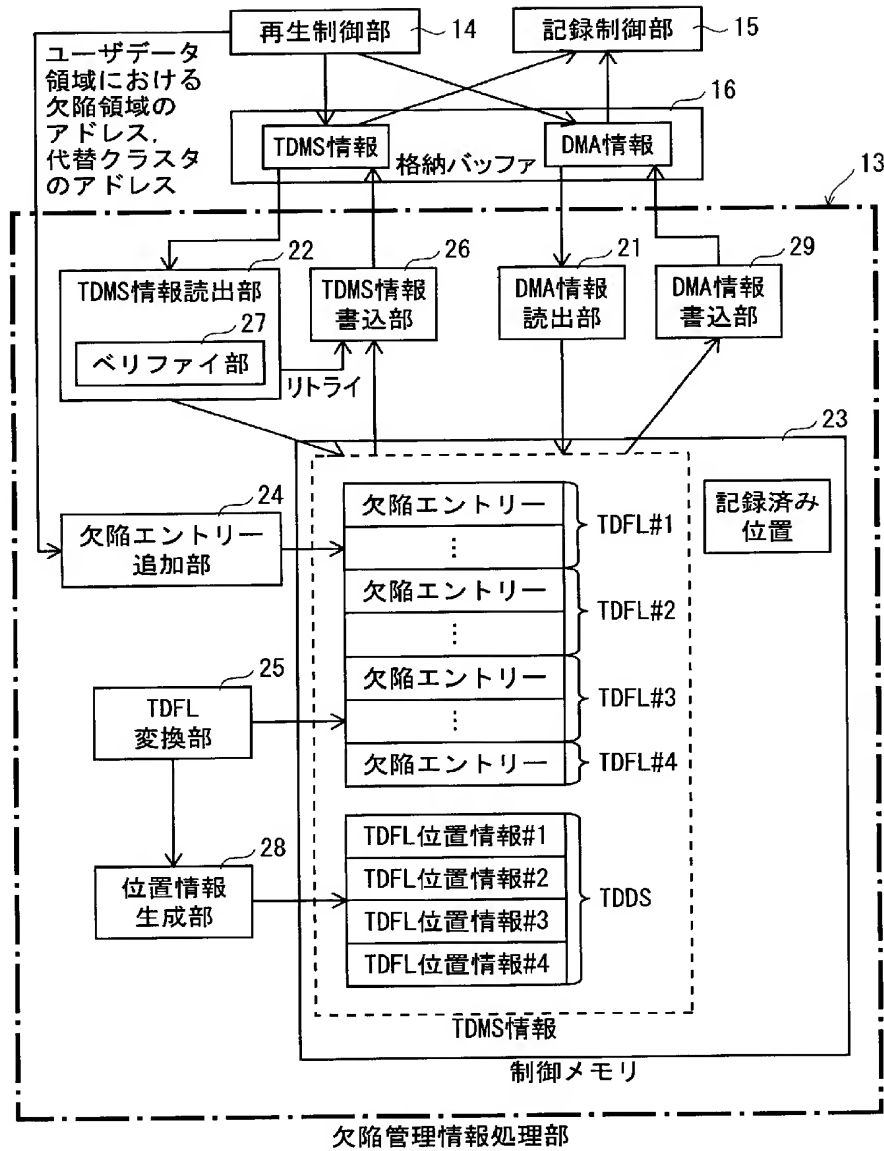 再生制御部
14
記録制御部
15
ユーザデータ
領域における
欠陥領域の
アドレス，
代替クラスタ
のアドレス
16
TDMS情報
DMA情報
格納バッファ
13
22
TDMS情報読出部
27
ベリファイ部
リトライ
26
TDMS情報
書込部
21
DMA情報
読出部
29
DMA情報
書込部
23
24
欠陥エントリー
追加部
欠陥エントリー
⋮
TDFL#1
記録済み
位置
欠陥エントリー
⋮
TDFL#2
25
TDFL
変換部
欠陥エントリー
⋮
TDFL#3
欠陥エントリー
TDFL#4
28
位置情報
生成部
TDFL位置情報#1
TDFL位置情報#2
TDFL位置情報#3
TDFL位置情報#4
TDDS
TDMS情報
制御メモリ
欠陥管理情報処理部